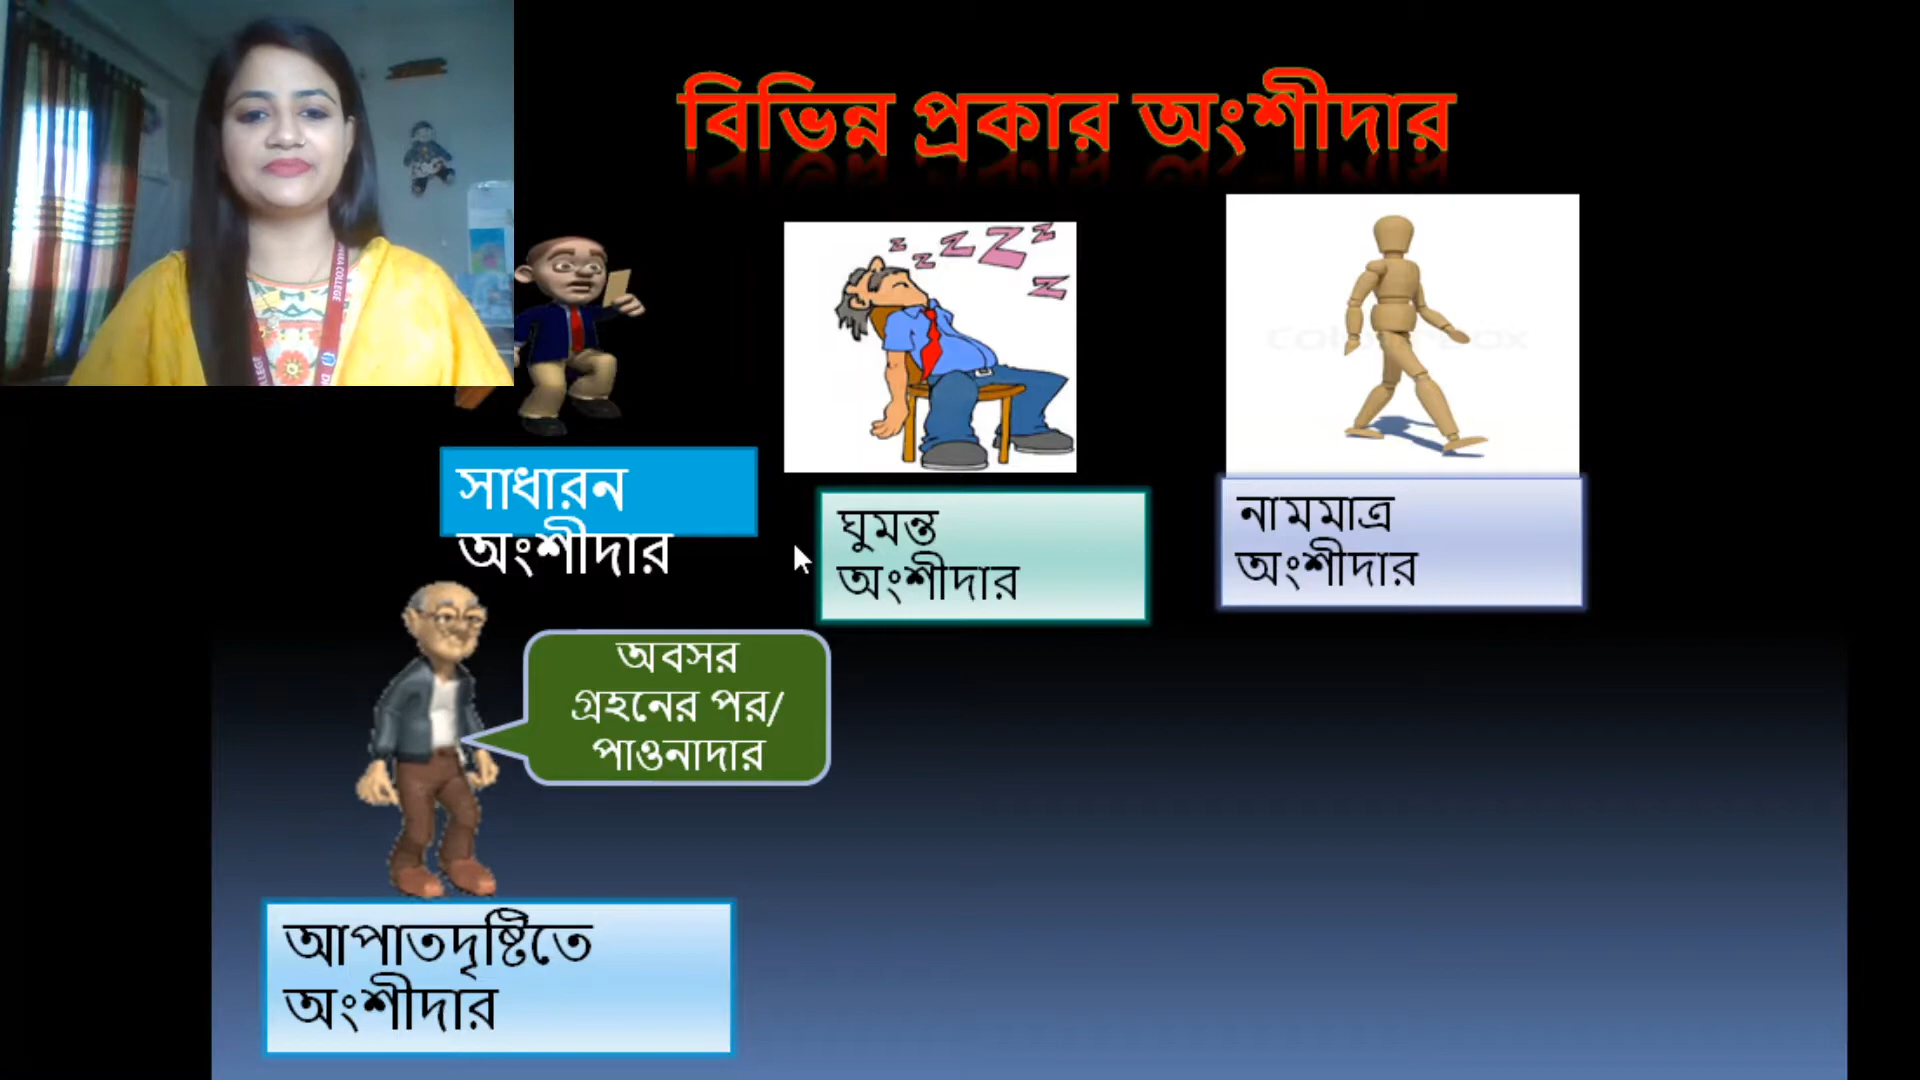 বিভিন্ন প্রকার অংশীদার
z z z Z z z
সাধারন
অংশীদার
ঘুমন্ত
অংশীদার
নামমাত্র
অংশীদার
অবসর
গ্রহনের পর/
পাওনাদার
আপাতদৃষ্টিতে
অংশীদার